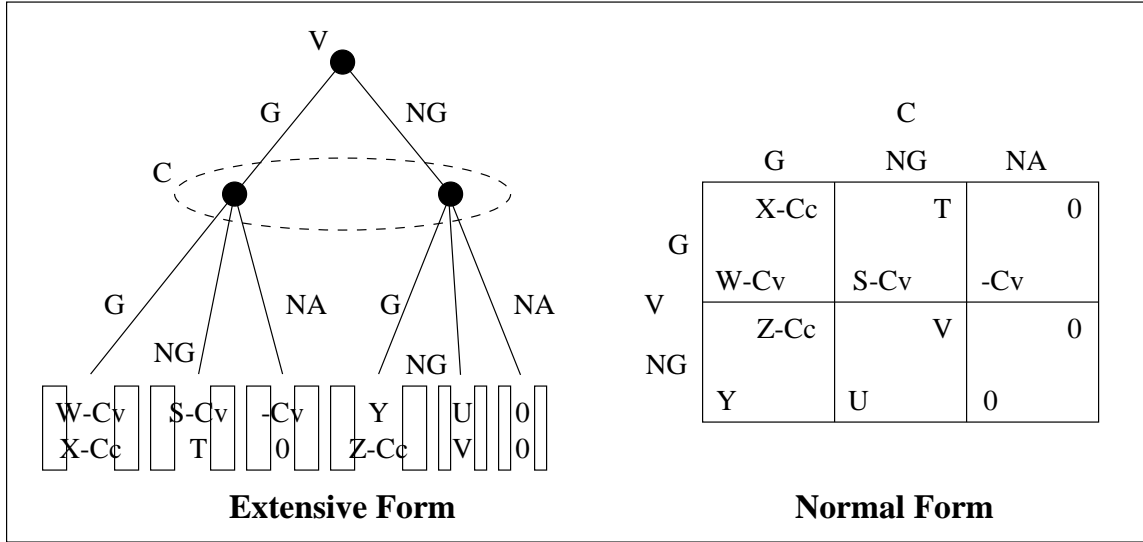 V
G NG
C
G NG NA G NG NA
W-Cv S-Cv -Cv Y U 0
X-Cc T 0 Z-Cc V 0
Extensive Form
C
G NG NA
X-Cc T 0
G
W-Cv S-Cv -Cv
V
Z-Cc V 0
NG
Y U 0
Normal Form